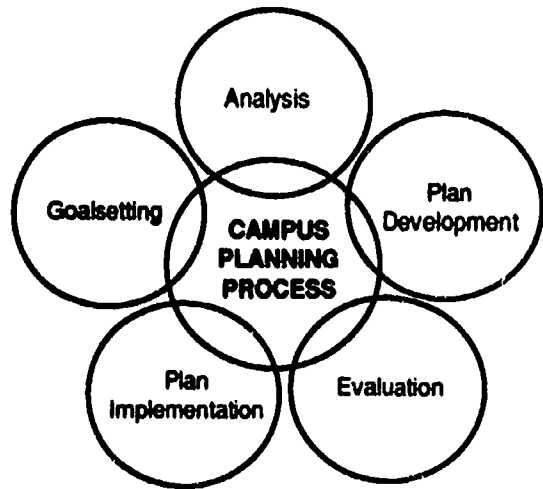 Analysis
Goalsetting
Plan
Development
CAMPUS
PLANNING
PROCESS
Plan
Implementation
Evaluation